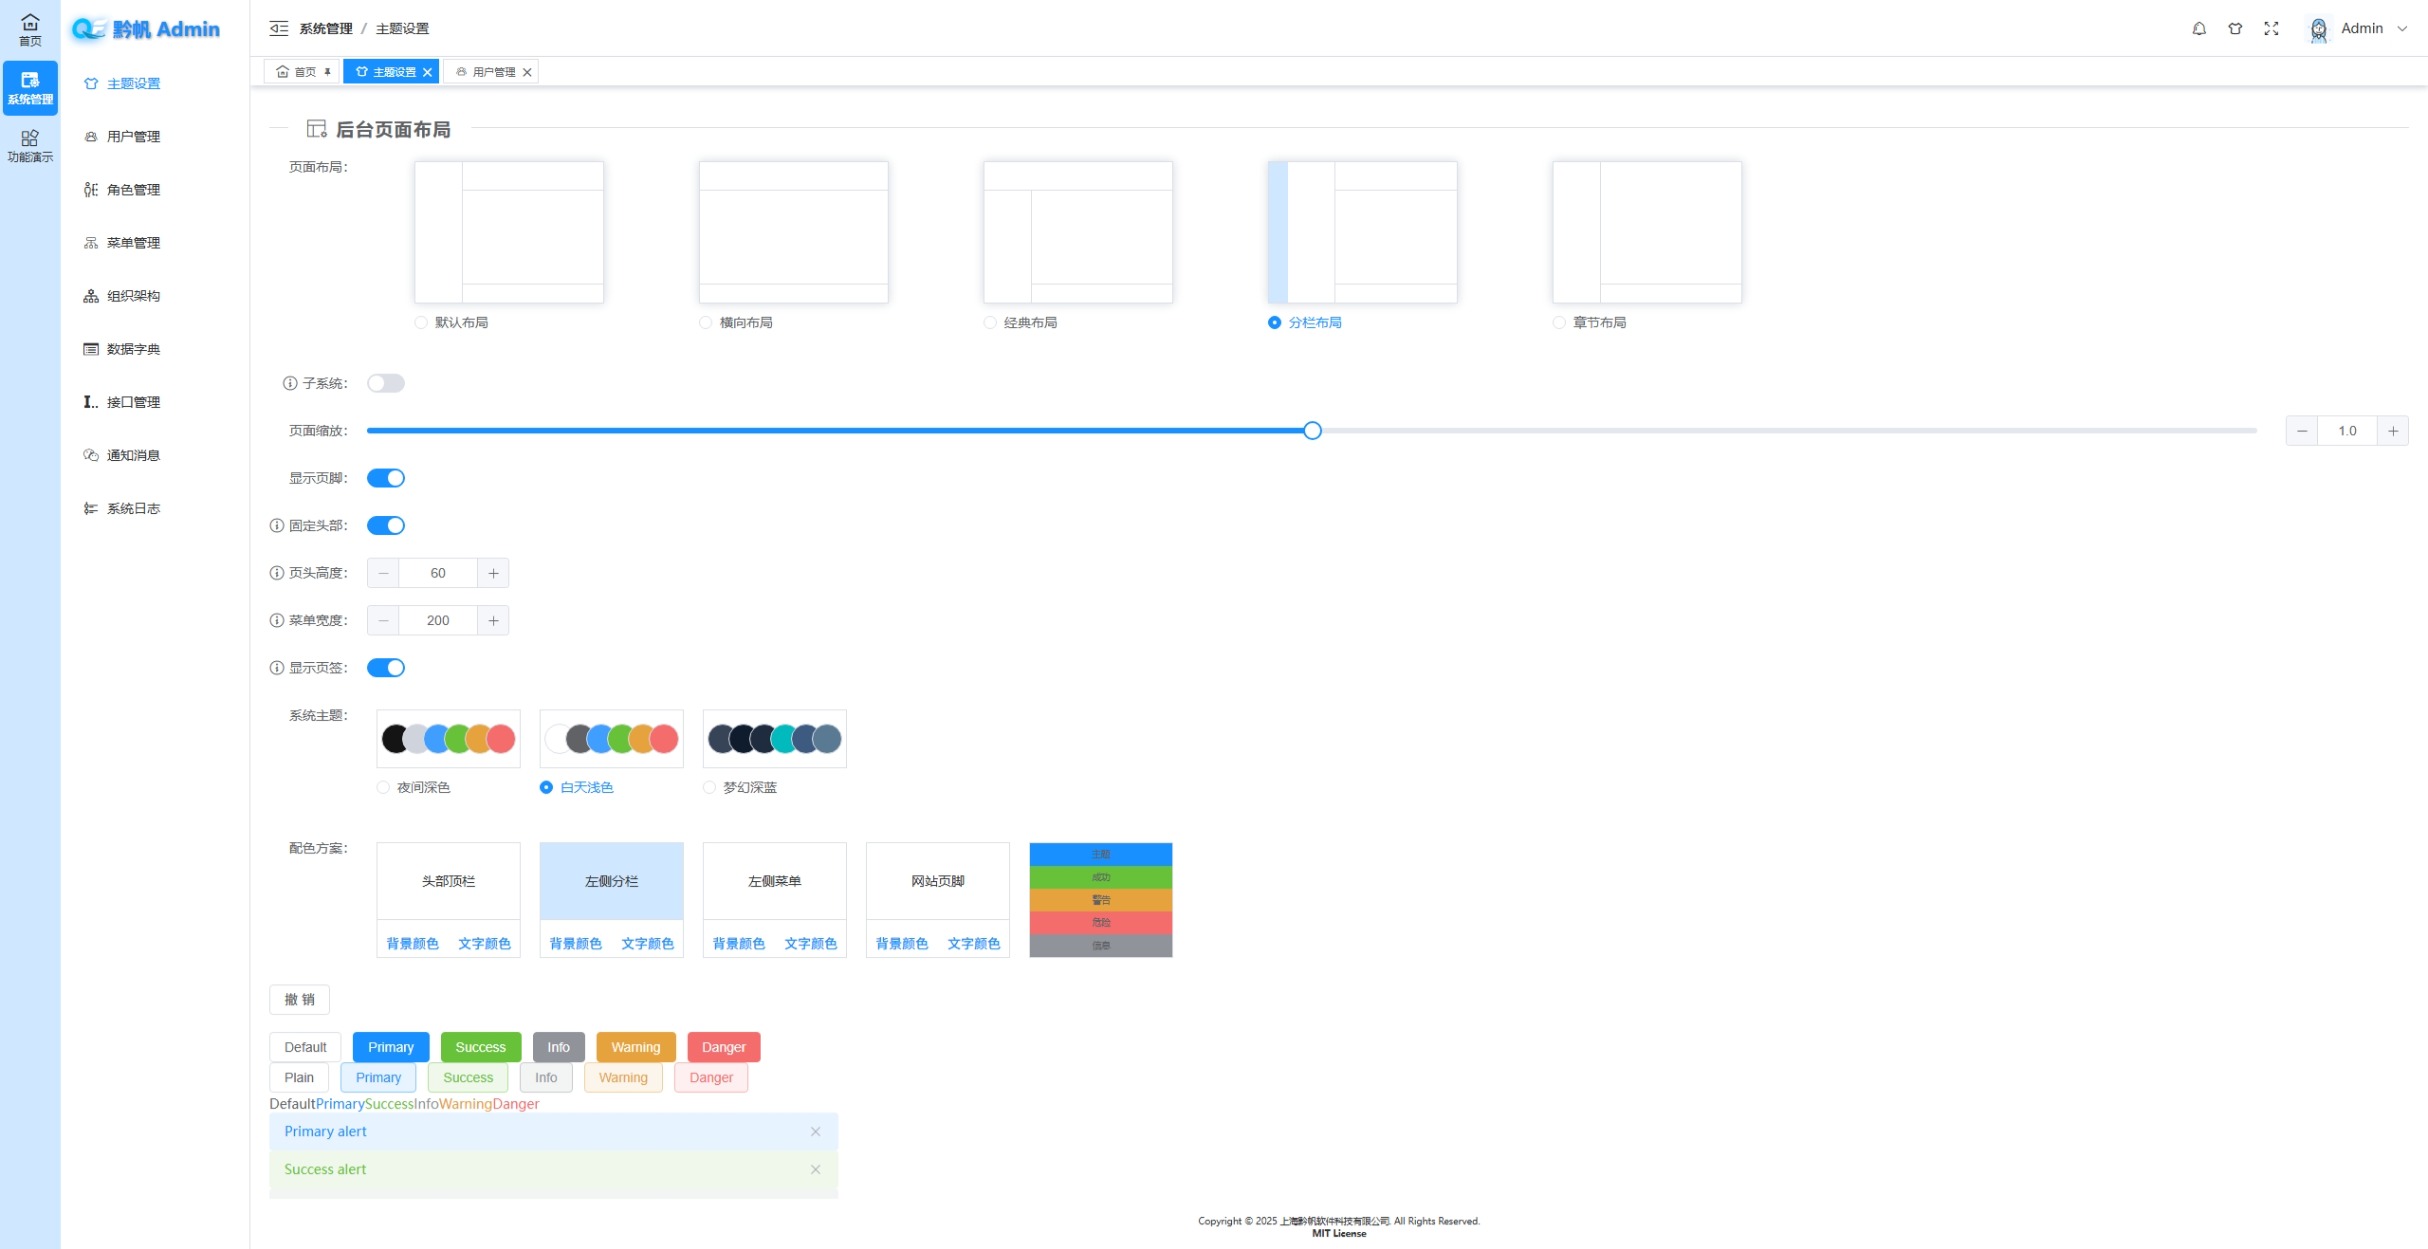 首页
系统管理
功能演示
黔帆 Admin
主题设置
用户管理
角色管理
菜单管理
组织架构
数据字典
I.. 接口管理
通知消息
系统日志
系统管理 / 主题设置
Admin
首页 主题设置 用户管理
后台页面布局
页面布局:
默认布局 横向布局 经典布局 分栏布局 章节布局
子系统:
页面缩放: 1.0
显示页脚:
固定头部:
页头高度: 60
菜单宽度: 200
显示页签:
系统主题:
夜间深色 白天浅色 梦幻深蓝
配色方案:
头部顶栏 左侧分栏 左侧菜单 网站页脚
背景颜色 文字颜色 背景颜色 文字颜色 背景颜色 文字颜色 背景颜色 文字颜色
主题
成功
警告
危险
信息
撤 销
Default Primary Success Info Warning Danger
Plain Primary Success Info Warning Danger
DefaultPrimarySuccessInfoWarningDanger
Primary alert
Success alert
Copyright © 2025 上海黔帆软件科技有限公司. All Rights Reserved.
MIT License